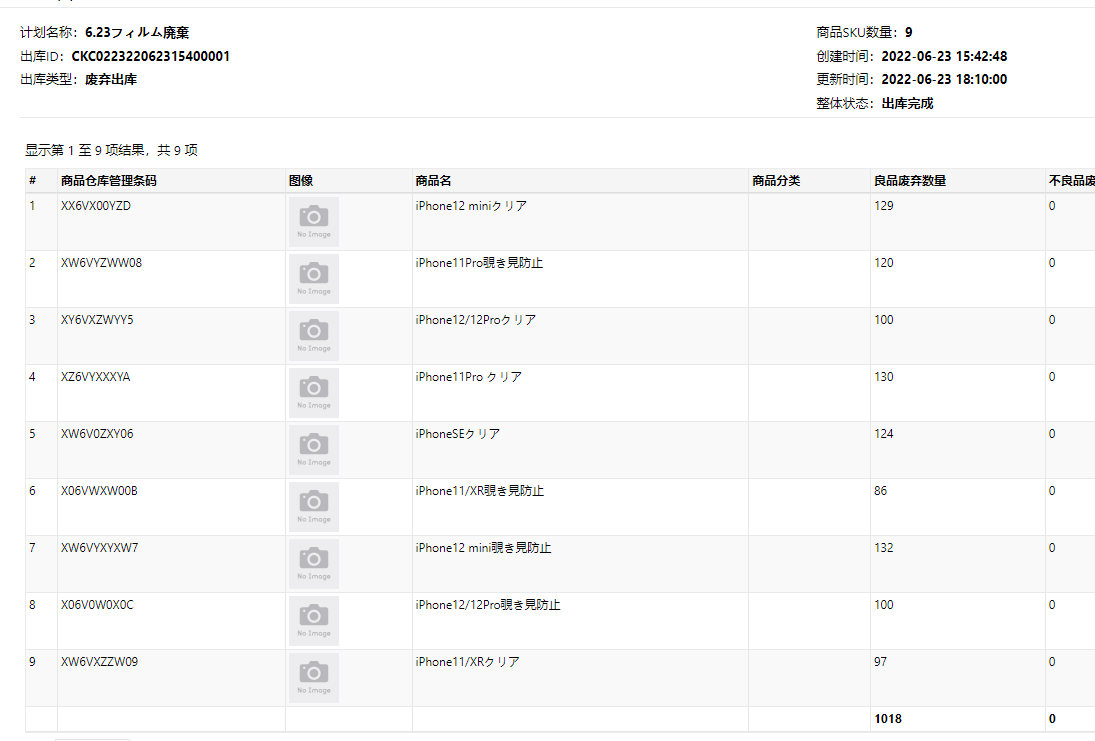 计划名称：6.23フィルム廃棄
商品SKU数量：9
出库ID：CKC022322062315400001
创建时间：2022-06-23 15:42:48
出库类型：废弃出库
更新时间：2022-06-23 18:10:00
整体状态：出库完成
显示第 1 至 9 项结果，共 9 项
# 商品仓库管理条码 图像 商品名 商品分类 良品废弃数量 不良品废
1 XX6VX00YZD No Image iPhone12 miniクリア 129 0
2 XW6VYZWW08 No Image iPhone11Pro覗き見防止 120 0
3 XY6VXZWYY5 No Image iPhone12/12Proクリア 100 0
4 XZ6VYXXXYA No Image iPhone11Pro クリア 130 0
5 XW6V0ZXY06 No Image iPhoneSEクリア 124 0
6 X06VWXW00B No Image iPhone11/XR覗き見防止 86 0
7 XW6VYXYXW7 No Image iPhone12 mini覗き見防止 132 0
8 X06V0W0X0C No Image iPhone12/12Pro覗き見防止 100 0
9 XW6VXZZW09 No Image iPhone11/XRクリア 97 0
1018 0